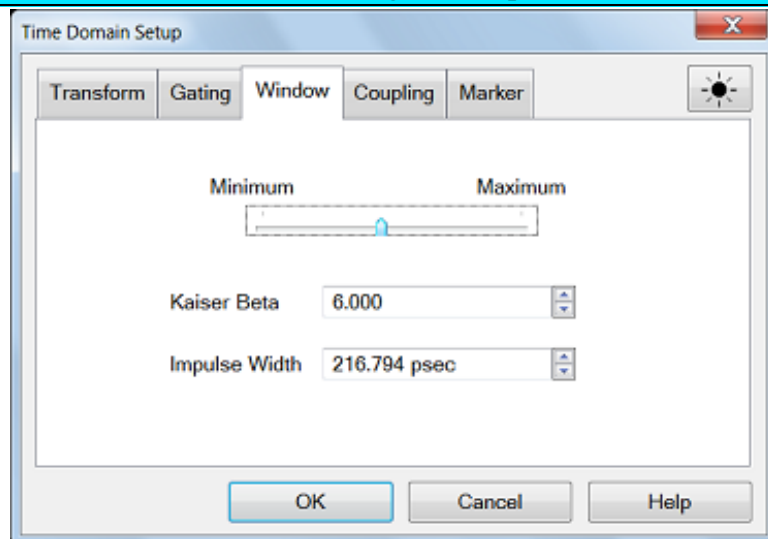 Time Domain Setup
X
Transform Gating Window Coupling Marker
Minimum Maximum
Kaiser Beta 6.000
Impulse Width 216.794 psec
OK Cancel Help